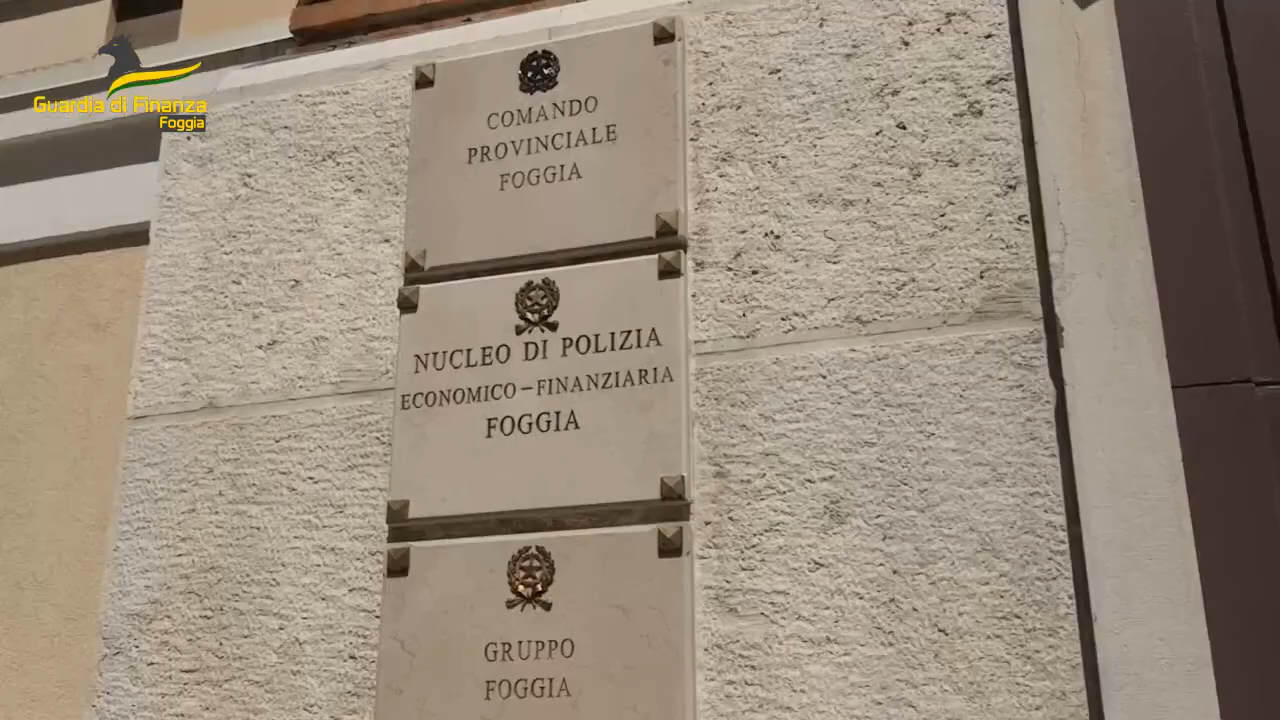 Guardia di Finanza
Foggia
COMANDO
PROVINCIALE
FOGGIA
NUCLEO DI POLIZIA
ECONOMICO-FINANZIARIA
FOGGIA
GRUPPO
FOGGIA